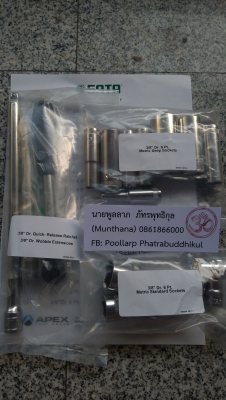 SATA
3/8" Dr. 6 Pt.
Metric Deep Sockets
นายพูลลาภ ภัทรพุทธิกุล
(Munthana) 0861866000
FB: Poollarp Phatrabuddhikul
3/8" Dr. Quick Release Ratchet
3/8" Dr. Wobble Extensions
3/8" Dr. 6 Pt.
Metric Standard Sockets
APEX